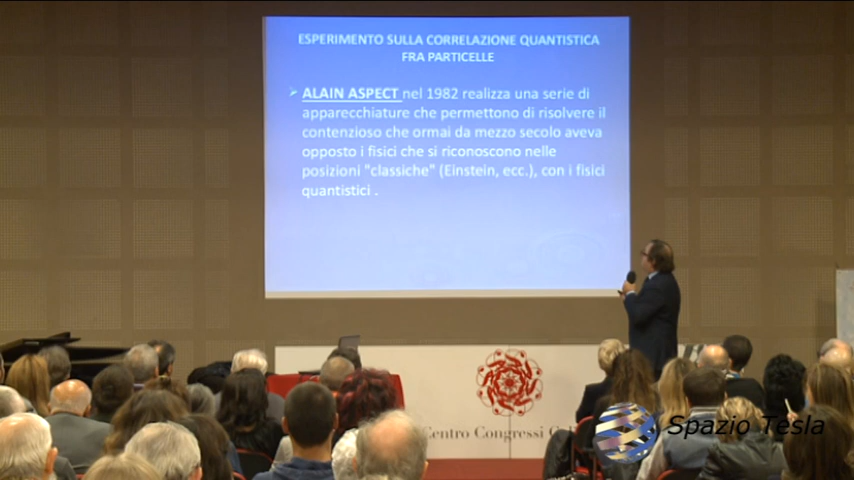 ESPERIMENTO SULLA CORRELAZIONE QUANTISTICA
FRA PARTICELLE
ALAIN ASPECT nel 1982 realizza una serie di
apparecchiature che permettono di risolvere il
contenzioso che ormai da mezzo secolo aveva
opposto i fisici che si riconoscono nelle
posizioni "classiche" (Einstein, ecc.), con i fisici
quantistici .
Centro Congressi
Spazio Tesla